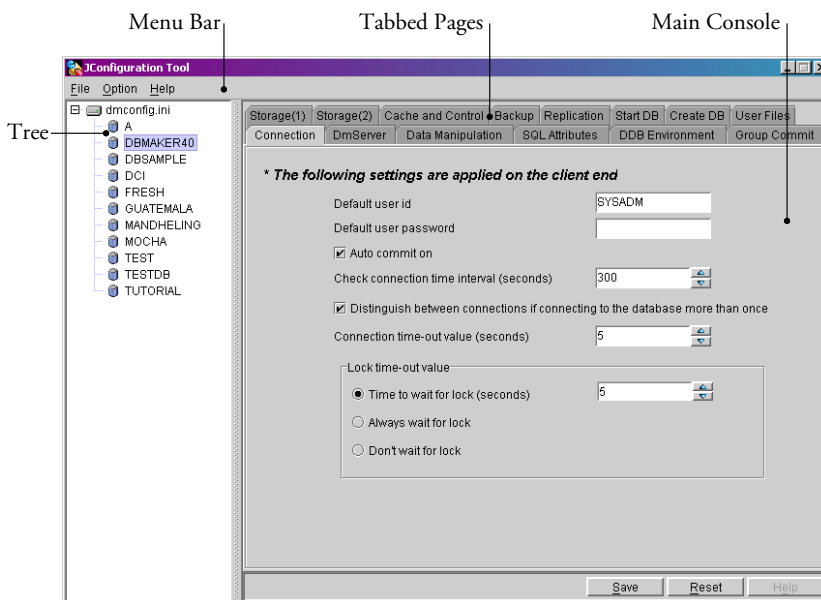 Menu Bar
Tabbed Pages
Main Console
Tree
JConfiguration Tool
File Option Help
dmconfig.ini
A
DBMAKER40
DBSAMPLE
DCI
FRESH
GUATEMALA
MANDHELING
MOCHA
TEST
TESTDB
TUTORIAL
Storage(1) Storage(2) Cache and Control Backup Replication Start DB Create DB User Files
Connection DmServer Data Manipulation SQL Attributes DDB Environment Group Commit
* The following settings are applied on the client end
Default user id SYSADM
Default user password
Auto commit on
Check connection time interval (seconds) 300
Distinguish between connections if connecting to the database more than once
Connection time-out value (seconds) 5
Lock time-out value
Time to wait for lock (seconds) 5
Always wait for lock
Don't wait for lock
Save Reset Help